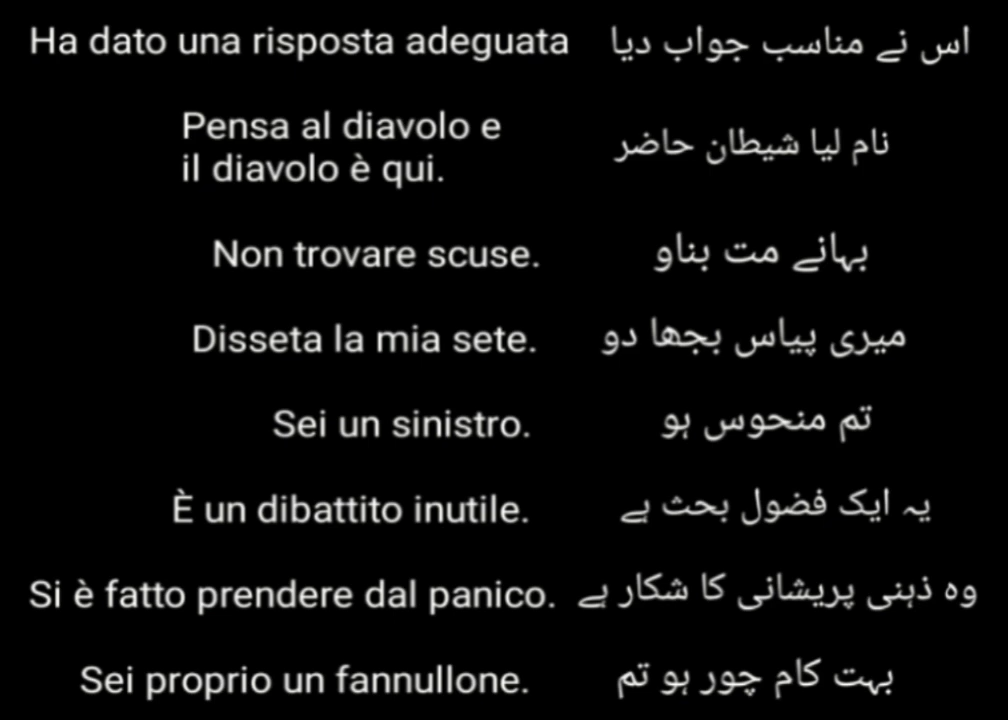 Ha dato una risposta adeguata اس نے مناسب جواب دیا
Pensa al diavolo e
il diavolo è qui.
نام لیا شیطان حاضر
Non trovare scuse. بہانے مت بناو
Disseta la mia sete. میری پیاس بجھا دو
Sei un sinistro. تم منحوس ہو
È un dibattito inutile. یہ ایک فضول بحث ہے
Si è fatto prendere dal panico. وہ ذہنی پریشانی کا شکار ہے
Sei proprio un fannullone. بہت کام چور ہو تم